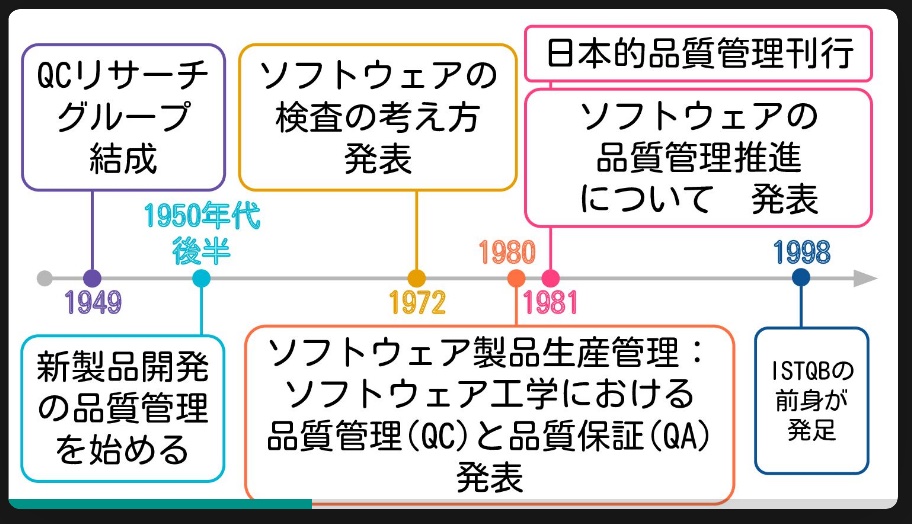 QCリサーチ
グループ
結成
ソフトウェアの
検査の考え方
発表
日本的品質管理刊行
ソフトウェアの
品質管理推進
について　発表
1950年代
後半
1980
1998
1949
1972
1981
新製品開発
の品質管理
を始める
ソフトウェア製品生産管理：
ソフトウェア工学における
品質管理(QC)と品質保証(QA)
発表
ISTQBの
前身が
発足